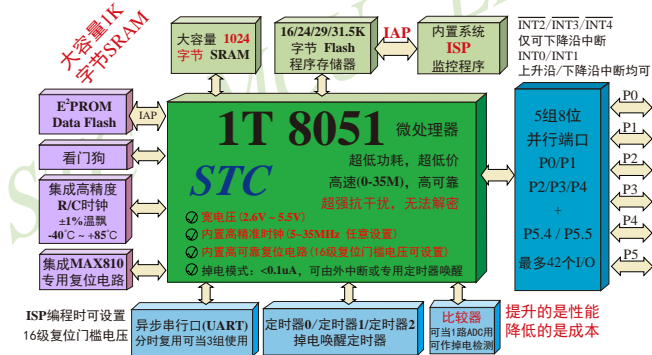 大容量1K
字节SRAM
大容量 1024
字节 SRAM
16/24/29/31.5K
字节 Flash
程序存储器
IAP
内置系统
ISP
监控程序
INT2/INT3/INT4
仅可下降沿中断
INT0/INT1
上升沿/下降沿中断均可
E²PROM
Data Flash
IAP
看门狗
集成高精度
R/C时钟
±1%温飘
-40℃ ~ +85℃
集成MAX810
专用复位电路
1T 8051 微处理器
STC
超低功耗，超低价
高速(0-35M)，高可靠
超强抗干扰，无法解密
宽电压(2.6V ~ 5.5V)
内置高精准时钟(5~35MHz 任意设置)
内置高可靠复位电路(16级复位门槛电压可设置)
掉电模式：<0.1uA，可由外中断或专用定时器唤醒
5组8位
并行端口
P0/P1
P2/P3/P4
+
P5.4 / P5.5
最多42个I/O
P0
P1
P2
P3
P4
P5
ISP编程时可设置
16级复位门槛电压
异步串行口(UART)
分时复用可当3组使用
定时器0/定时器1/定时器2
掉电唤醒定时器
比较器
可当1路ADC用
可作掉电检测
提升的是性能
降低的是成本